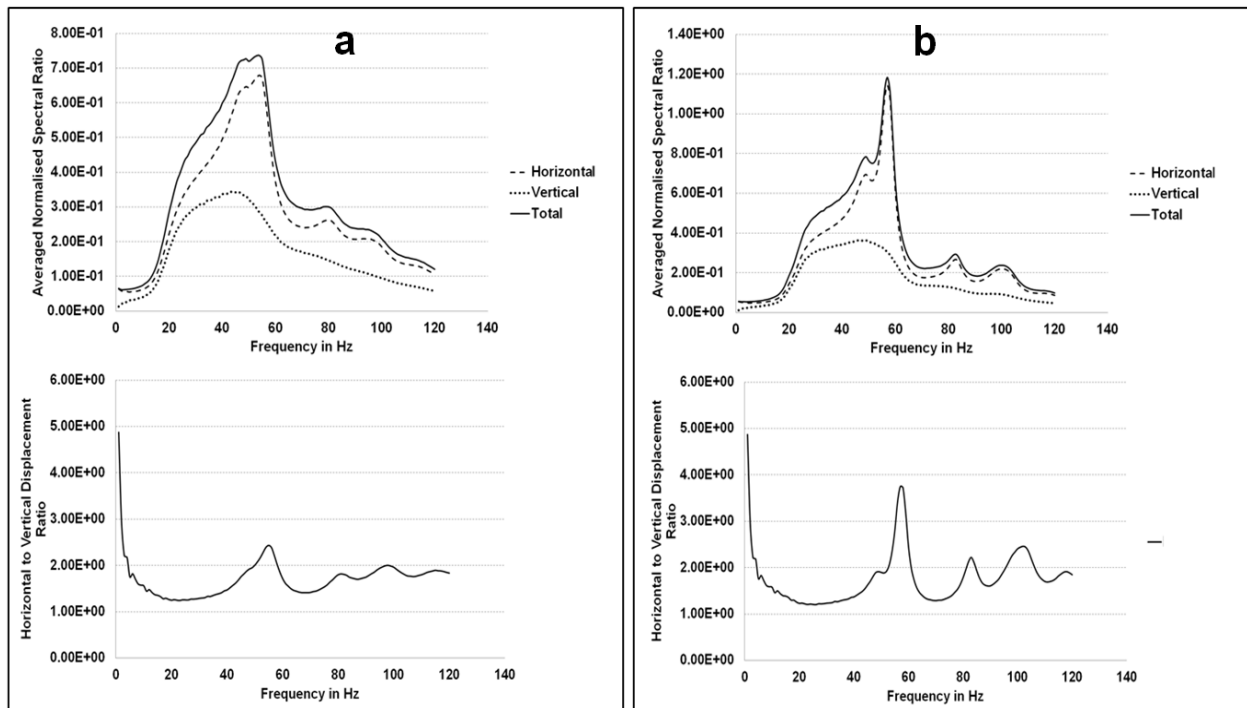 a
8.00E-01
7.00E-01
6.00E-01
5.00E-01
4.00E-01
3.00E-01
2.00E-01
1.00E-01
0.00E+00
Averaged Normalised Spectral Ratio
0 20 40 60 80 100 120 140
Frequency in Hz
Horizontal
Vertical
Total
6.00E+00
5.00E+00
4.00E+00
3.00E+00
2.00E+00
1.00E+00
0.00E+00
Horizontal to Vertical Displacement
Ratio
0 20 40 60 80 100 120 140
Frequency in Hz
b
1.40E+00
1.20E+00
1.00E+00
8.00E-01
6.00E-01
4.00E-01
2.00E-01
0.00E+00
Averaged Normalised Spectral Ratio
0 20 40 60 80 100 120 140
Frequency in Hz
Horizontal
Vertical
Total
6.00E+00
5.00E+00
4.00E+00
3.00E+00
2.00E+00
1.00E+00
0.00E+00
Horizontal to Vertical Displacement
Ratio
0 20 40 60 80 100 120 140
Frequency in Hz